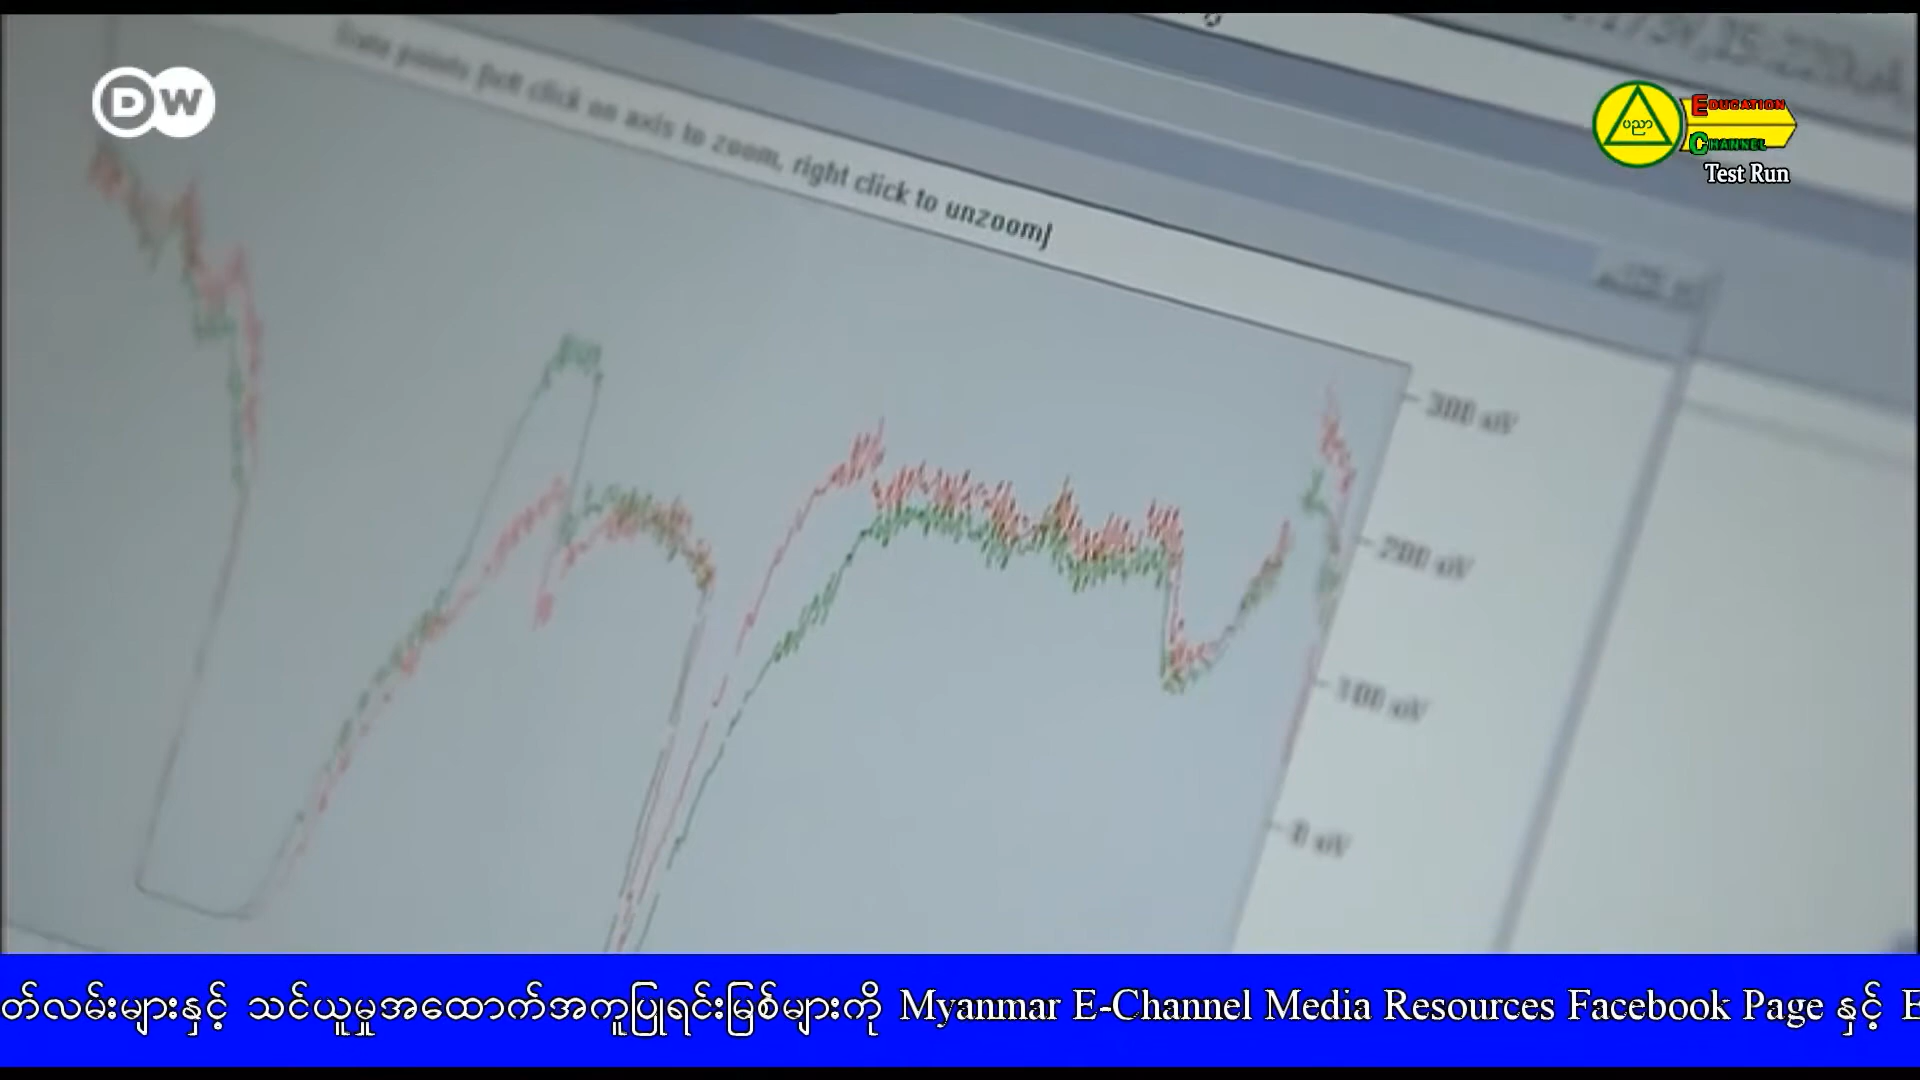 DW
Data points [left click on axis to zoom, right click to unzoom]
ပညာ
EDUCATION
CHANNEL
Test Run
300 uV
200 uV
100 uV
0 uV
တ်လမ်းများနှင့် သင်ယူမှုအထောက်အကူပြုရင်းမြစ်များကို Myanmar E-Channel Media Resources Facebook Page နှင့် E